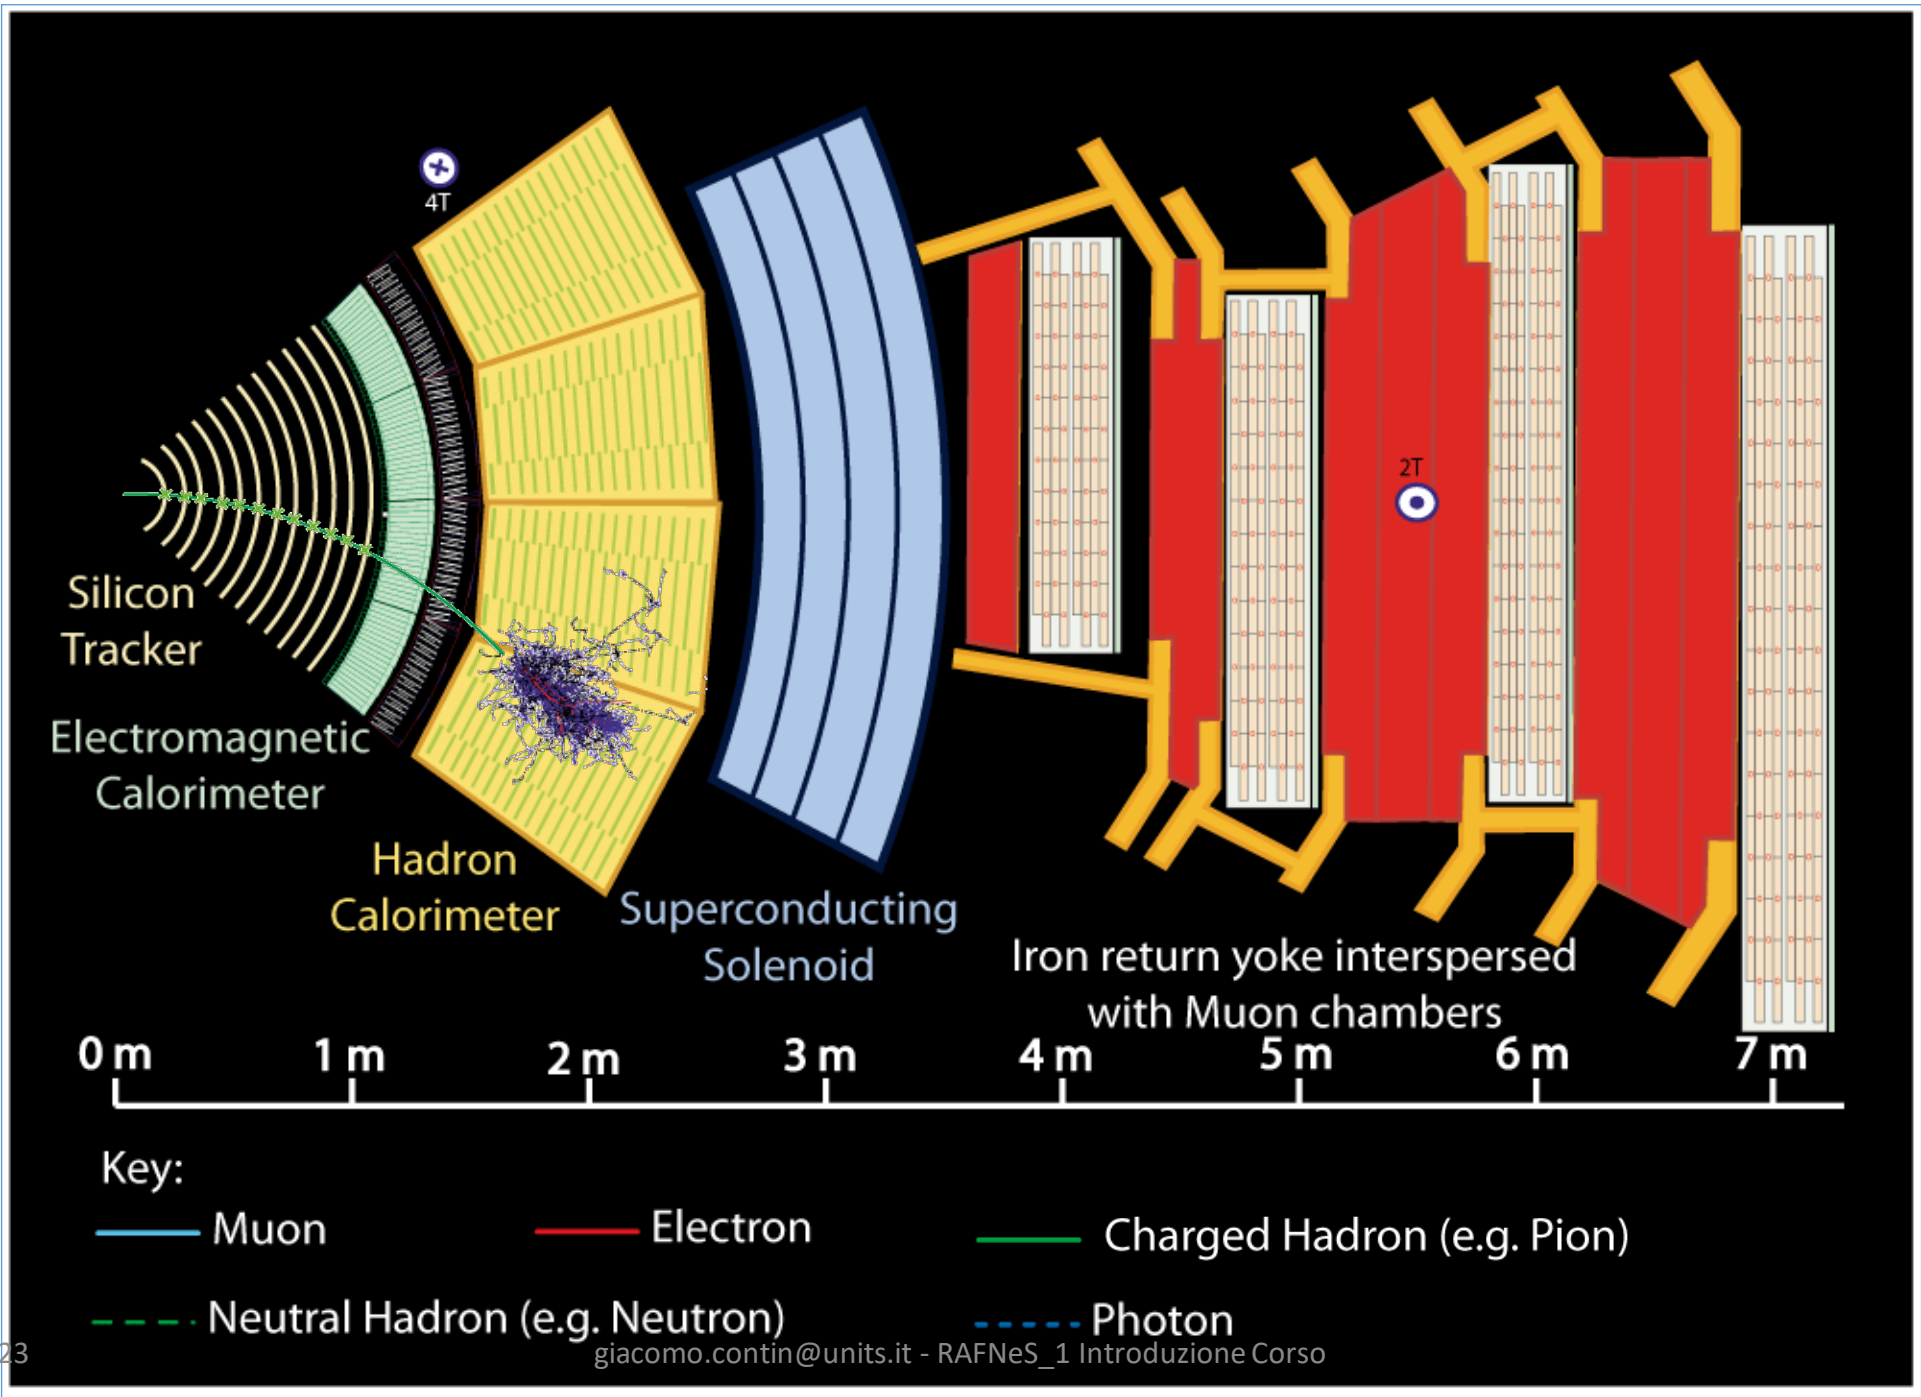 4T
2T
Silicon
Tracker
Electromagnetic
Calorimeter
Hadron
Calorimeter
Superconducting
Solenoid
Iron return yoke interspersed
with Muon chambers
0 m 1 m 2 m 3 m 4 m 5 m 6 m 7 m
Key:
Muon Electron Charged Hadron (e.g. Pion)
Neutral Hadron (e.g. Neutron) Photon
23 giacomo.contin@units.it - RAFNeS_1 Introduzione Corso